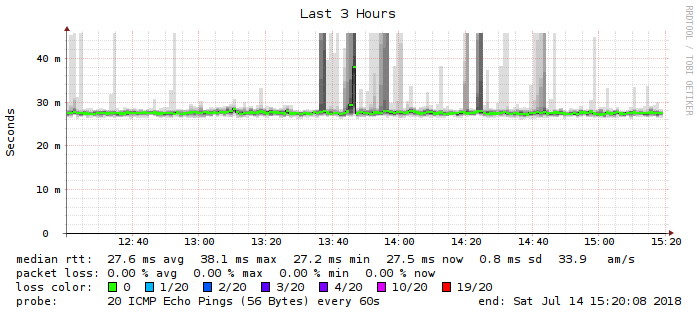 Last 3 Hours
RRDTOOL / TOBI OETIKER
Seconds
40 m
30 m
20 m
10 m
0
12:40 13:00 13:20 13:40 14:00 14:20 14:40 15:00 15:20
median rtt: 27.6 ms avg 38.1 ms max 27.2 ms min 27.5 ms now 0.8 ms sd 33.9 am/s
packet loss: 0.00 % avg 0.00 % max 0.00 % min 0.00 % now
loss color: 0 1/20 2/20 3/20 4/20 10/20 19/20
probe: 20 ICMP Echo Pings (56 Bytes) every 60s end: Sat Jul 14 15:20:08 2018